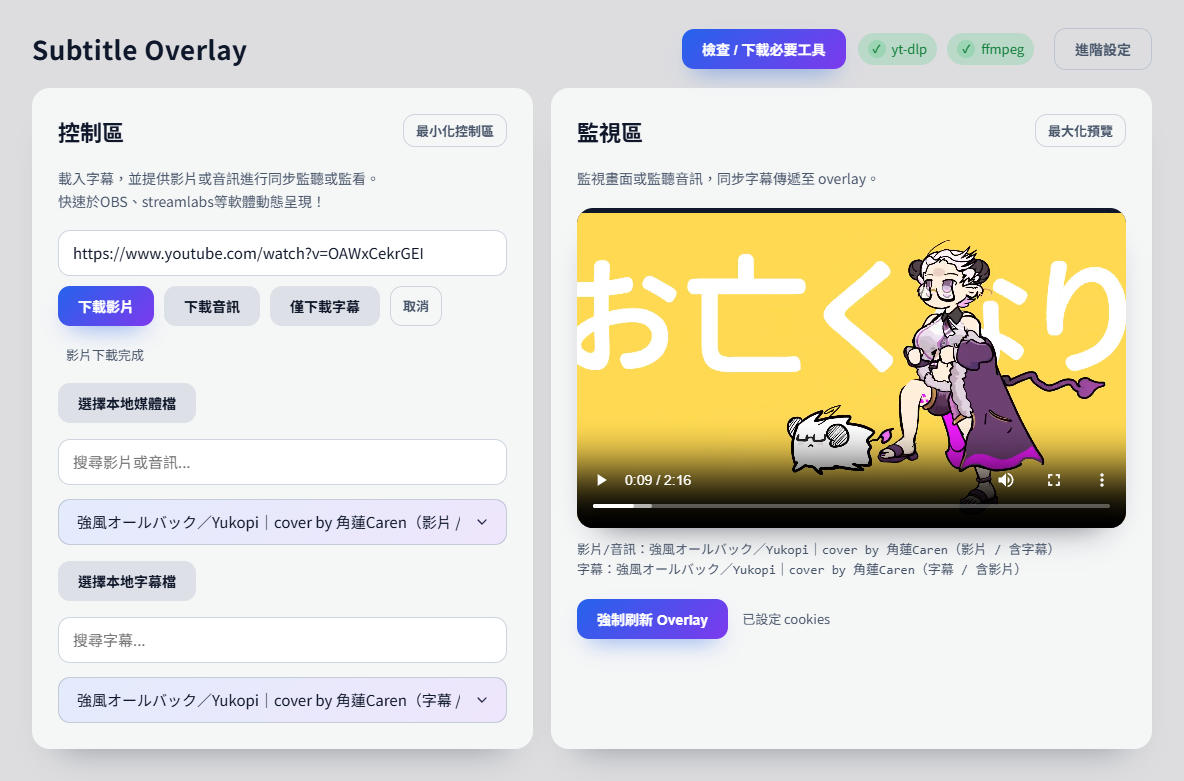 Subtitle Overlay
檢查 / 下載必要工具
✓ yt-dlp
✓ ffmpeg
進階設定
控制區
最小化控制區
載入字幕，並提供影片或音訊進行同步監聽或監看。
快速於OBS、streamlabs等軟體動態呈現！
https://www.youtube.com/watch?v=OAWxCekrGEI
下載影片
下載音訊
僅下載字幕
取消
影片下載完成
選擇本地媒體檔
搜尋影片或音訊...
強風オールバック／Yukopi｜cover by 角蓮Caren（影片 /
選擇本地字幕檔
搜尋字幕...
強風オールバック／Yukopi｜cover by 角蓮Caren（字幕 /
監視區
最大化預覽
監視畫面或監聽音訊，同步字幕傳遞至 overlay。
お亡くなり
0:09 / 2:16
影片/音訊：強風オールバック／Yukopi｜cover by 角蓮Caren（影片 / 含字幕）
字幕：強風オールバック／Yukopi｜cover by 角蓮Caren（字幕 / 含影片）
強制刷新 Overlay
已設定 cookies